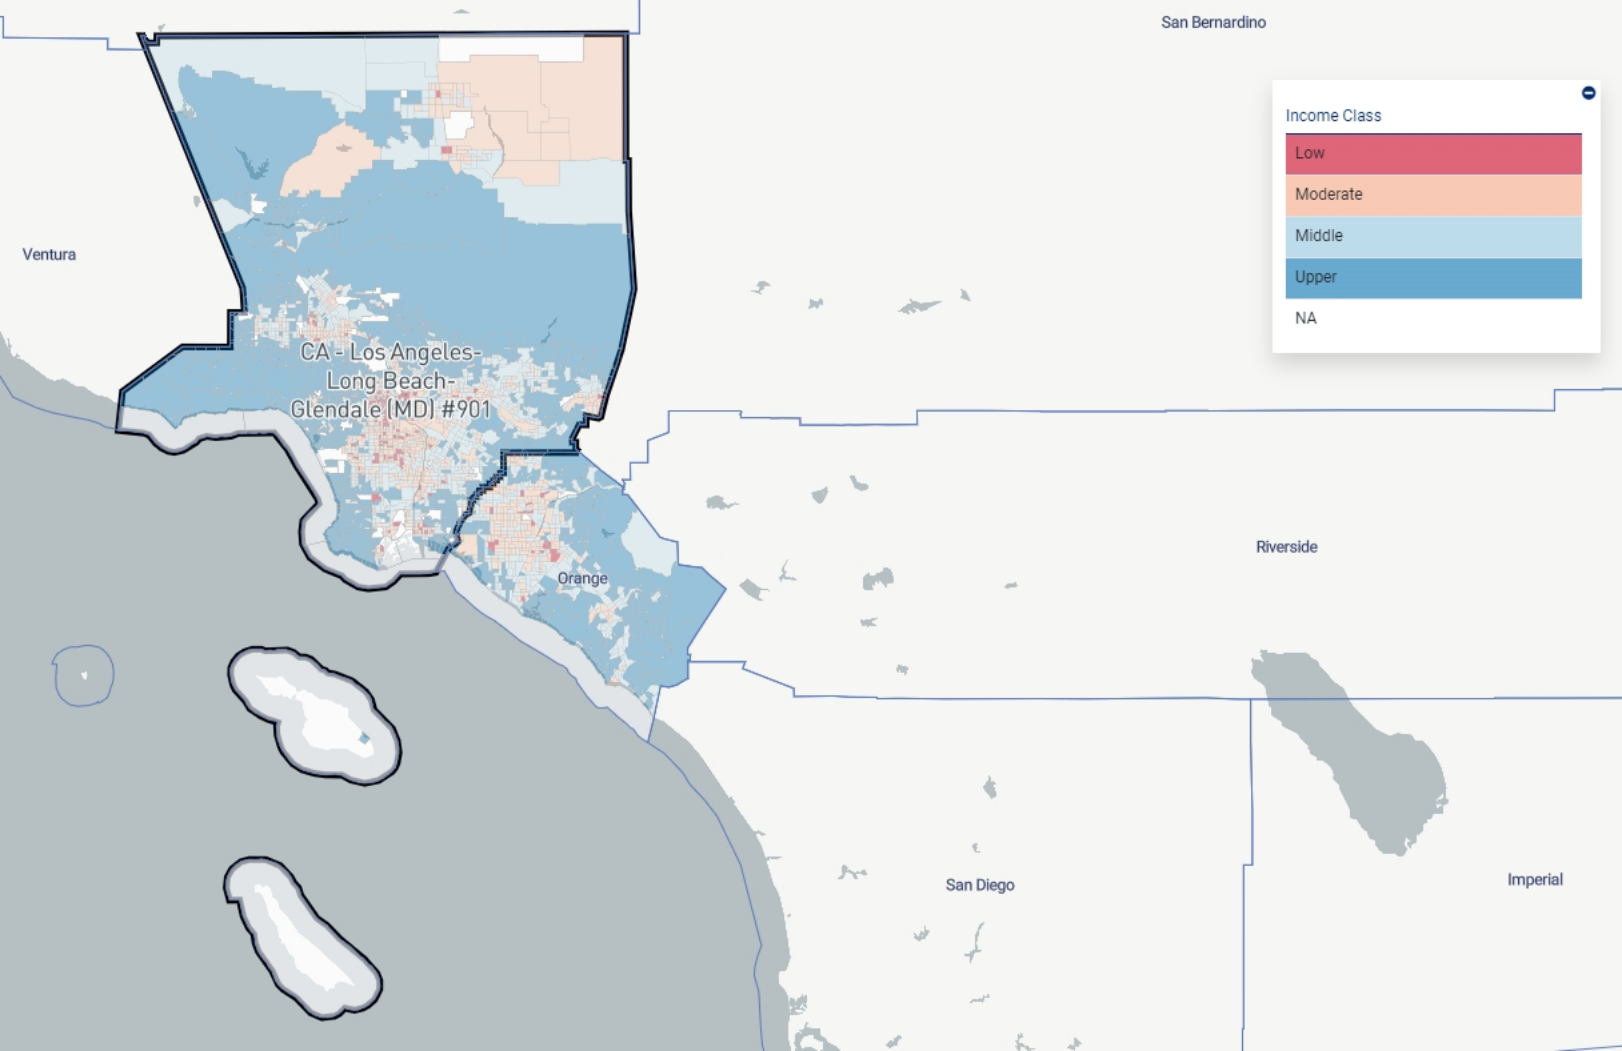 San Bernardino
Income Class
Low
Moderate
Middle
Upper
NA
Ventura
CA - Los Angeles-
Long Beach-
Glendale (MD) #901
Orange
Riverside
San Diego
Imperial